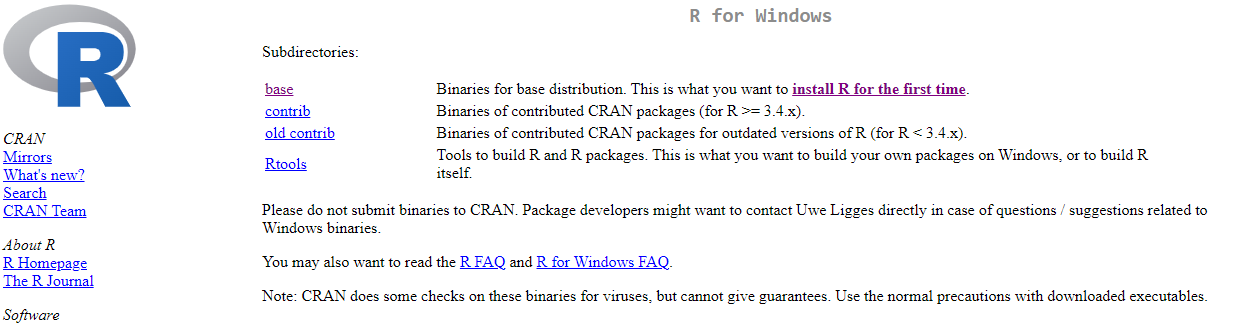 R
R for Windows
Subdirectories:
base Binaries for base distribution. This is what you want to install R for the first time.
contrib Binaries of contributed CRAN packages (for R >= 3.4.x).
old contrib Binaries of contributed CRAN packages for outdated versions of R (for R < 3.4.x).
Rtools Tools to build R and R packages. This is what you want to build your own packages on Windows, or to build R
itself.
Please do not submit binaries to CRAN. Package developers might want to contact Uwe Ligges directly in case of questions / suggestions related to
Windows binaries.
You may also want to read the R FAQ and R for Windows FAQ.
Note: CRAN does some checks on these binaries for viruses, but cannot give guarantees. Use the normal precautions with downloaded executables.
CRAN
Mirrors
What's new?
Search
CRAN Team
About R
R Homepage
The R Journal
Software